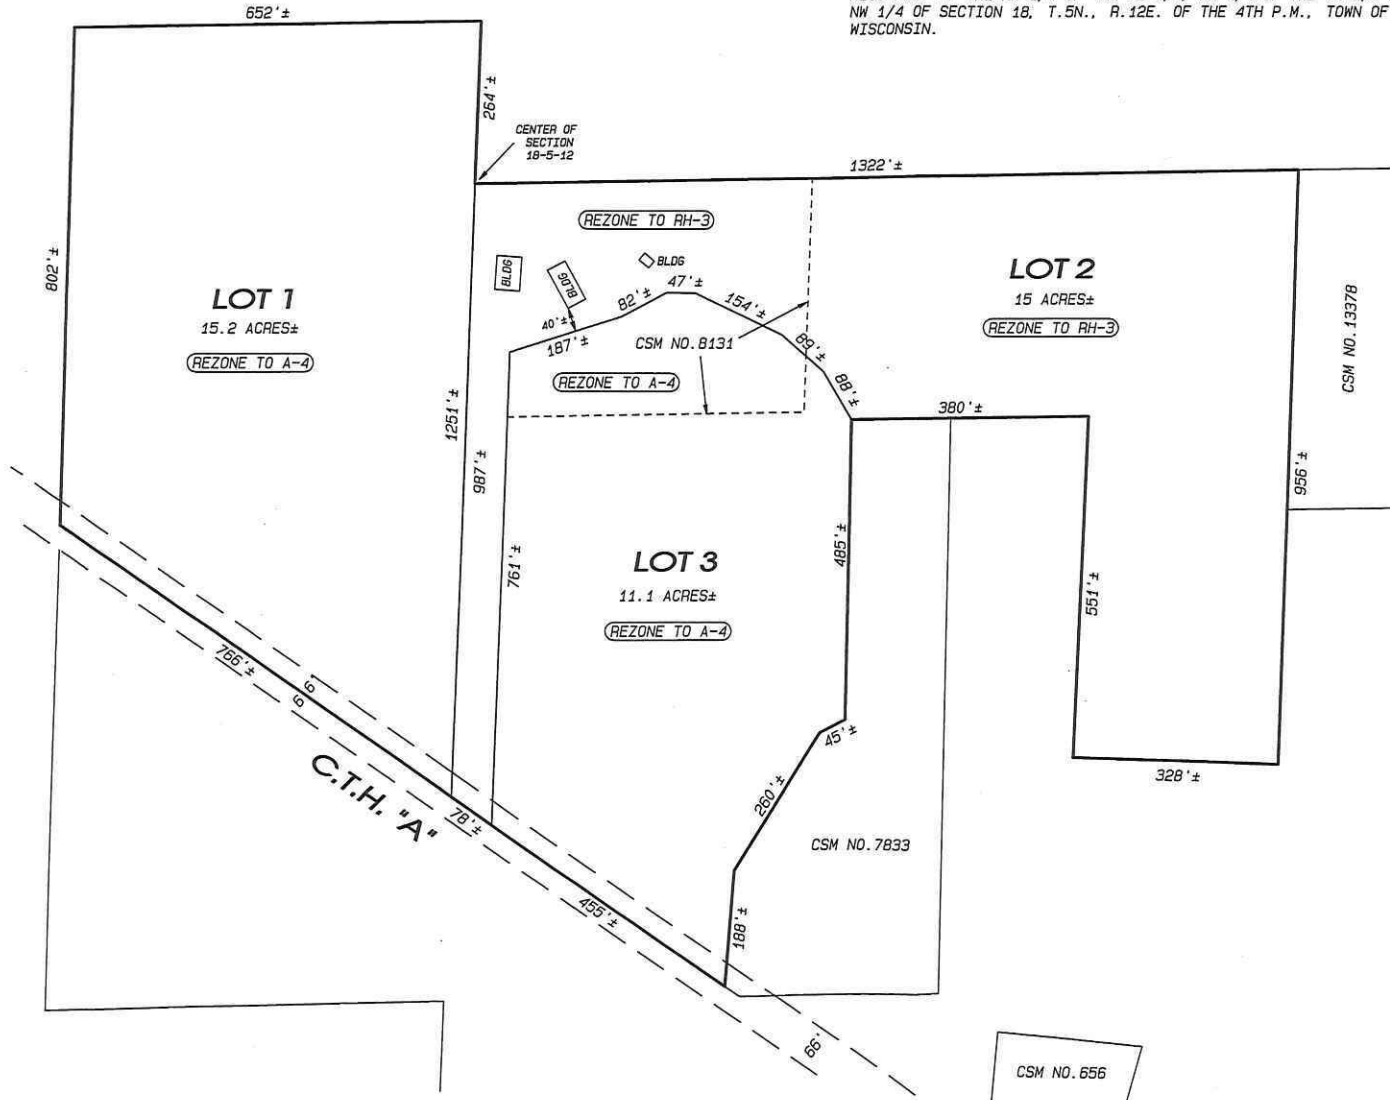 NW 1/4 OF SECTION 18, T.5N., R.12E. OF THE 4TH P.M., TOWN OF
WISCONSIN.
652'±
264'±
CENTER OF
SECTION
18-5-12
1322'±
REZONE TO RH-3
BLDG
BLDG
BLDG
802'±
LOT 1
15.2 ACRES±
REZONE TO A-4
LOT 2
15 ACRES±
REZONE TO RH-3
CSM NO.13378
40'±
187'±
82'±
47'±
154'±
89'±
88'±
CSM NO.8131
REZONE TO A-4
380'±
1251'±
987'±
956'±
761'±
LOT 3
11.1 ACRES±
REZONE TO A-4
485'±
551'±
766'±
66'
45'±
328'±
260'±
C.T.H. "A"
78'±
CSM NO.7833
455'±
188'±
66'
CSM NO.656